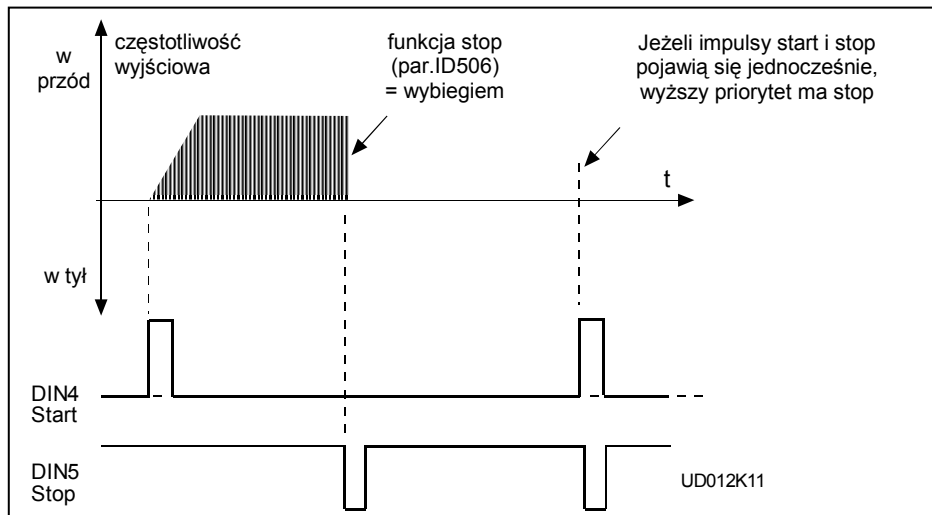 w
przód
częstotliwość
wyjściowa
funkcja stop
(par.ID506)
= wybiegiem
Jeżeli impulsy start i stop
pojawią się jednocześnie,
wyższy priorytet ma stop
t
w tył
DIN4
Start
DIN5
Stop
UD012K11